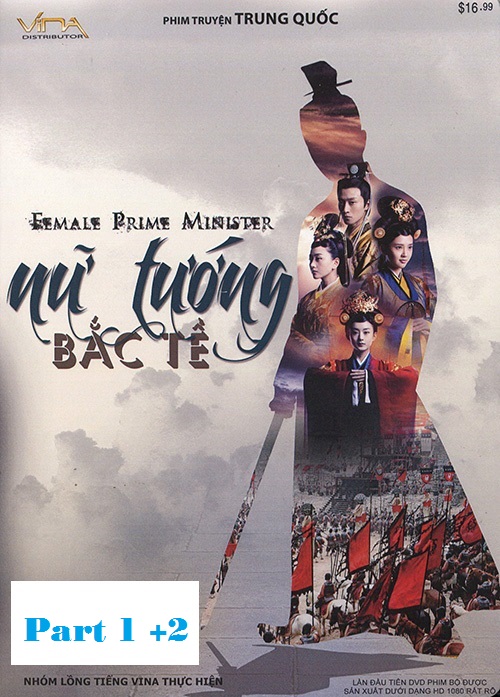 VINA
DISTRIBUTOR
PHIM TRUYỆN TRUNG QUỐC
$16.99
FEMALE PRIME MINISTER
nữ tướng
BẮC TỀ
Part 1 +2
NHÓM LỒNG TIẾNG VINA THỰC HIỆN
LẦN ĐẦU TIÊN DVD PHIM BỘ ĐƯỢC
SẢN XUẤT DƯỚI DẠNG HD 1080 RẤT RÕ